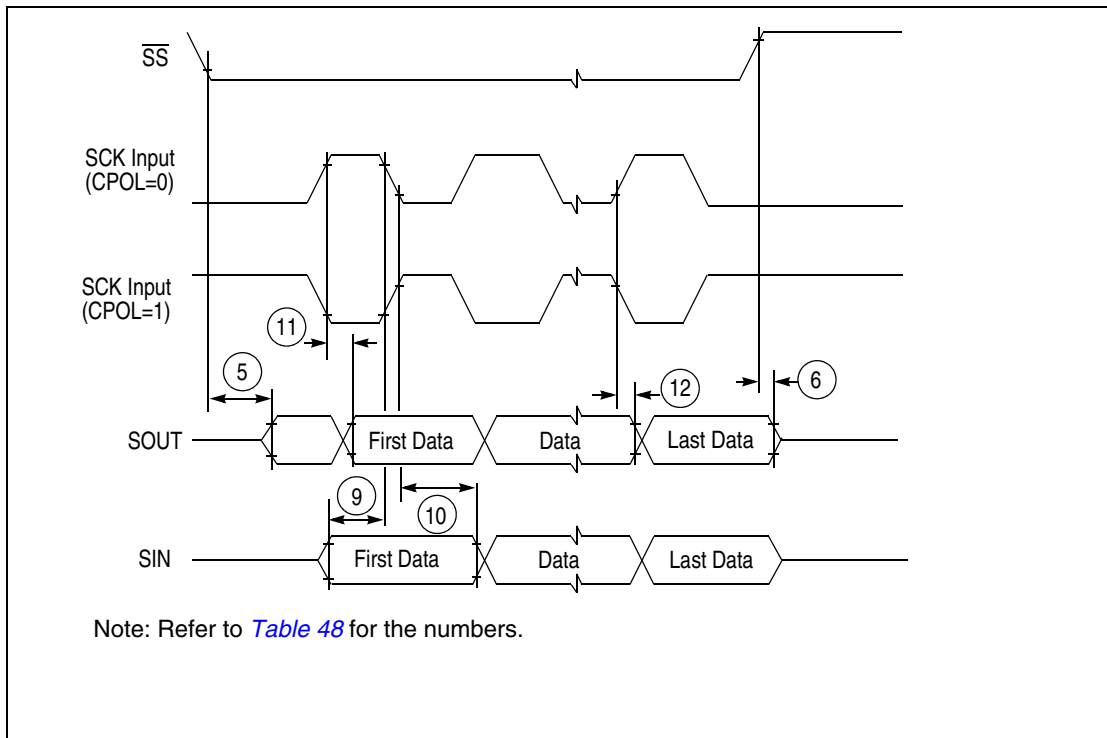 SS
SCK Input
(CPOL=0)
SCK Input
(CPOL=1)
11
5
12
6
SOUT
First Data
Data
Last Data
9
10
SIN
First Data
Data
Last Data
Note: Refer to Table 48 for the numbers.